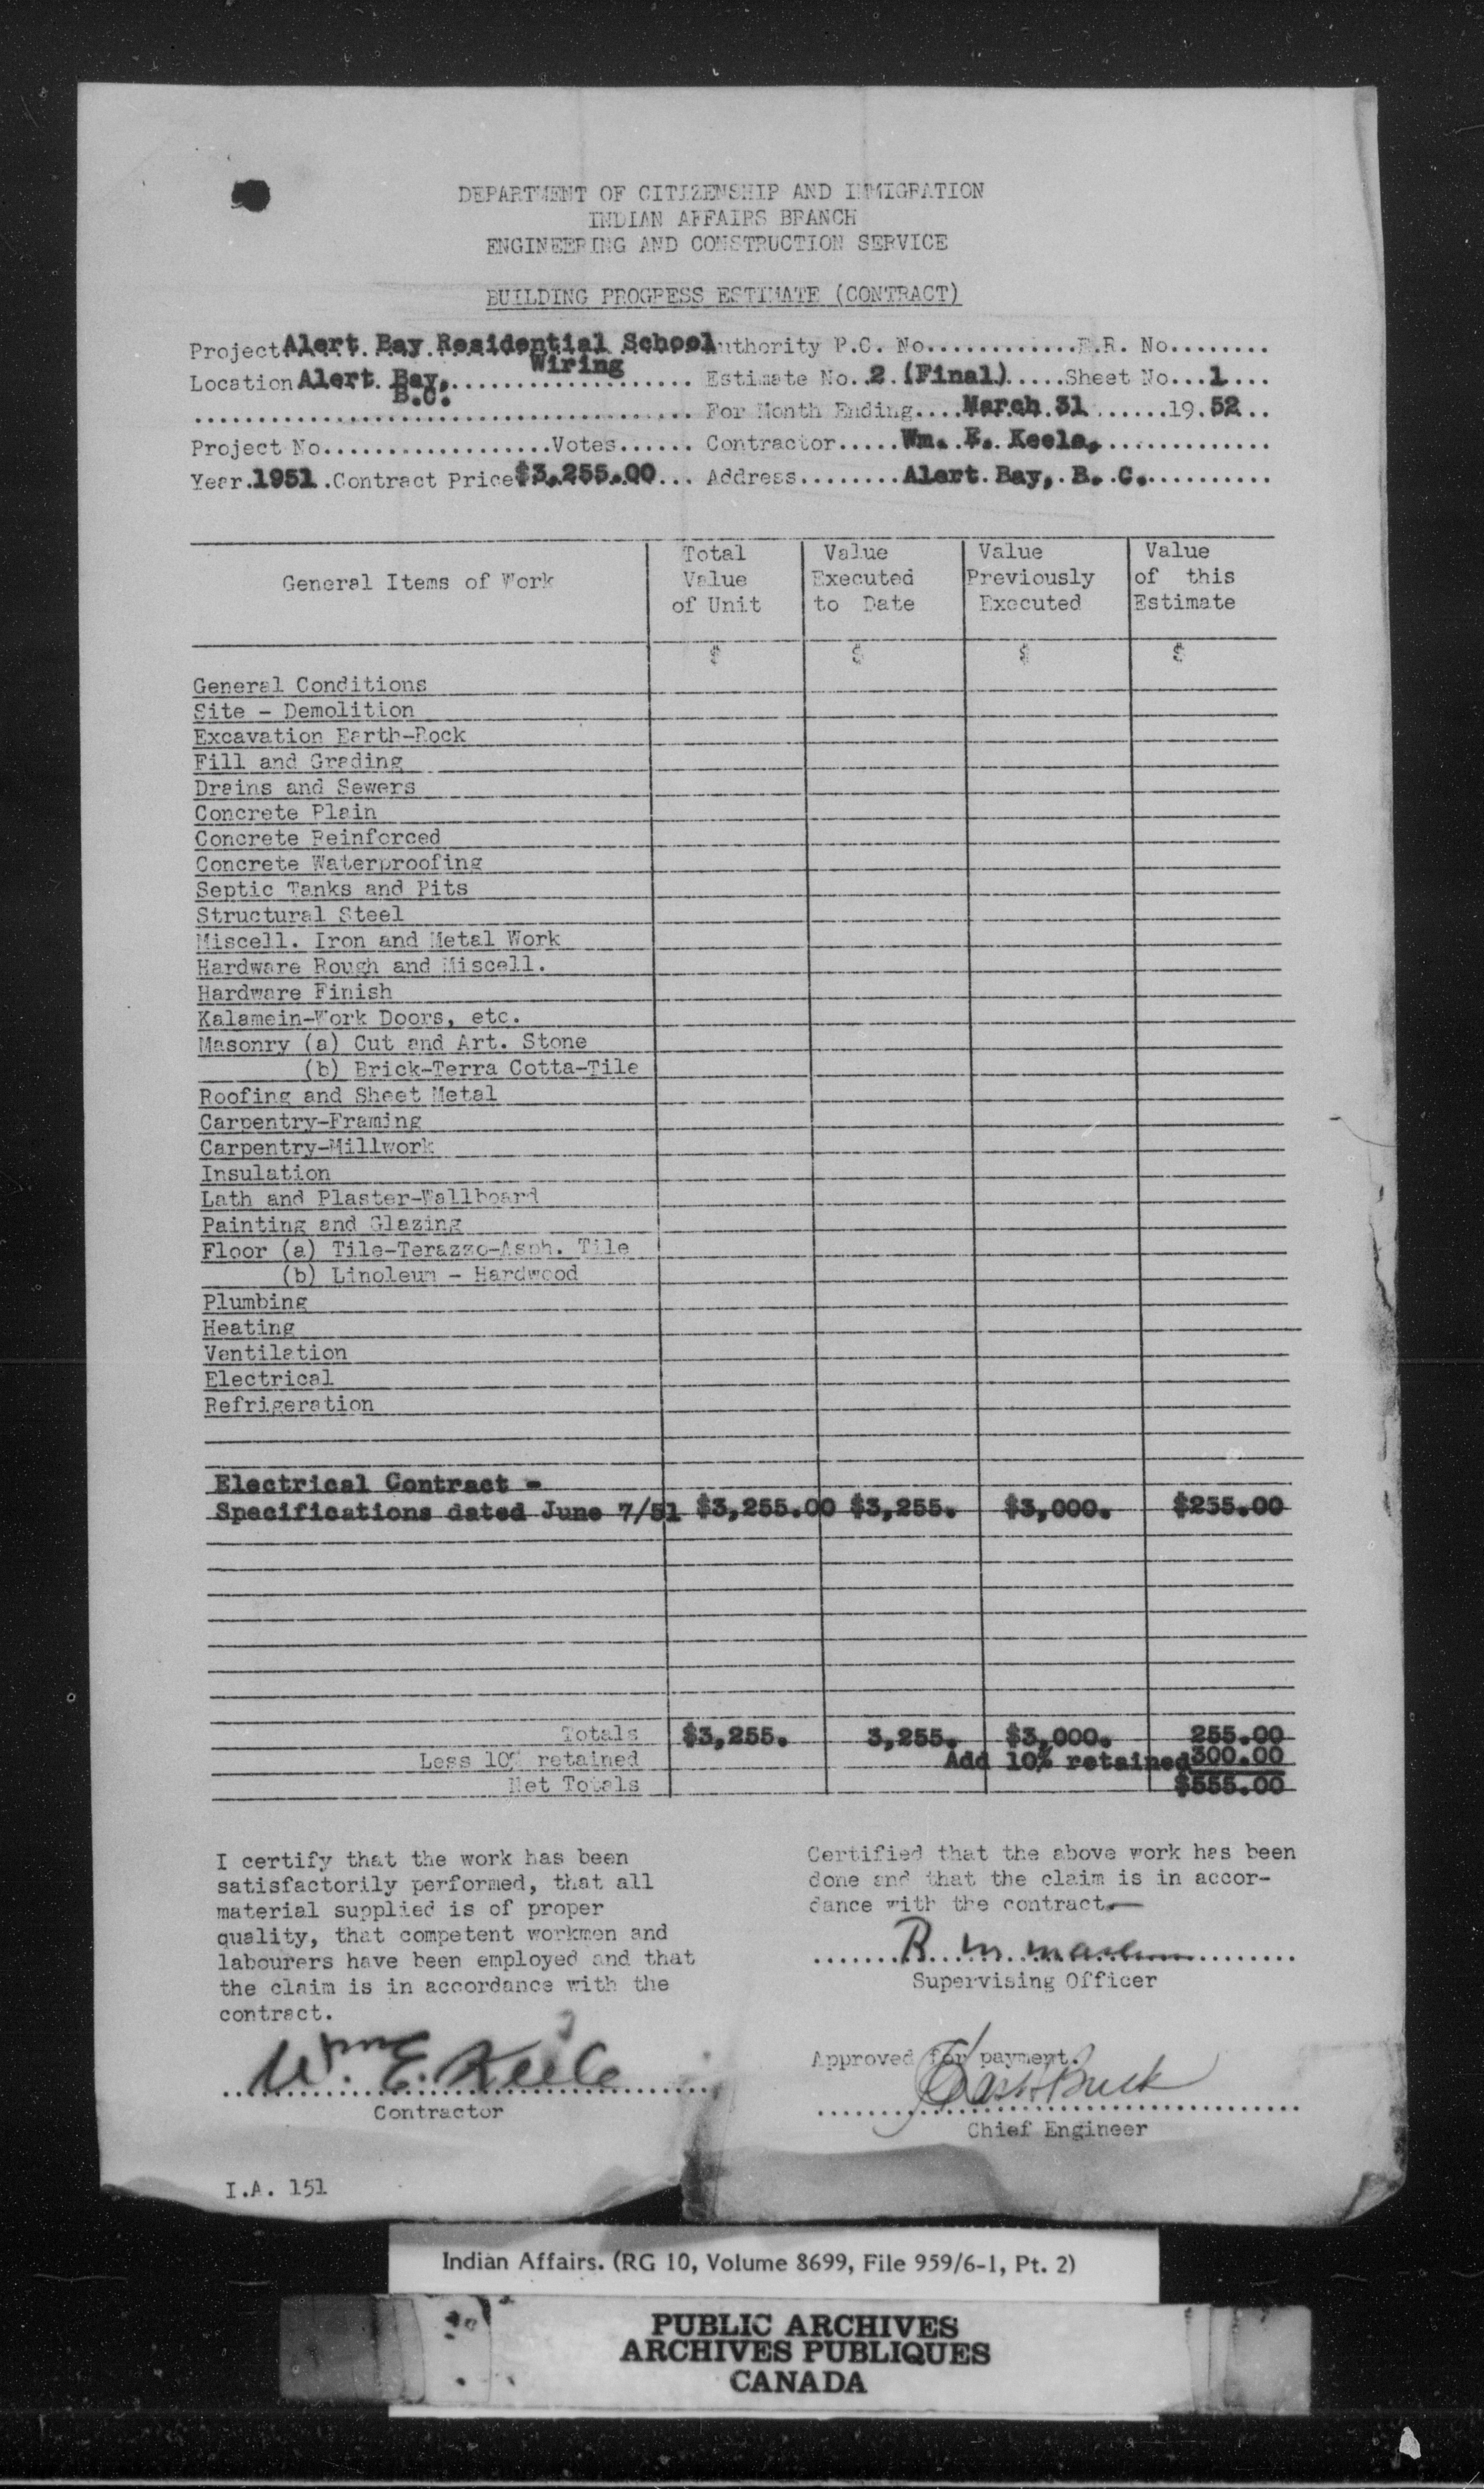 DEPARTMENT OF CITIZENSHIP AND IMMIGRATION
INDIAN AFFAIRS BRANCH
ENGINEERING AND CONSTRUCTION SERVICE
BUILDING PROGRESS ESTIMATE (CONTRACT)
Project Alert Bay Residential School Authority P.C. No............ E.R. No........
Wiring
Location Alert Bay, .................... Estimate No. 2 (Final).....Sheet No...1....
B.C.
For Month Ending....March 31......19.52...
Project No..................Votes...... Contractor.....Wm. E. Keele,.............
Year.1951.Contract Price $3,255.00... Address........Alert Bay, B. C...........
General Items of Work | Total Value of Unit | Value Executed to Date | Value Previously Executed | Value of this Estimate
$ $ $ $
General Conditions
Site - Demolition
Excavation Earth-Rock
Fill and Grading
Drains and Sewers
Concrete Plain
Concrete Reinforced
Concrete Waterproofing
Septic Tanks and Pits
Structural Steel
Miscell. Iron and Metal Work
Hardware Rough and Miscell.
Hardware Finish
Kalamein-Work Doors, etc.
Masonry (a) Cut and Art. Stone
(b) Brick-Terra Cotta-Tile
Roofing and Sheet Metal
Carpentry-Framing
Carpentry-Millwork
Insulation
Lath and Plaster-Wallboard
Painting and Glazing
Floor (a) Tile-Terazzo-Asph. Tile
(b) Linoleum - Hardwood
Plumbing
Heating
Ventilation
Electrical
Refrigeration
Electrical Contract -
Specifications dated June 7/51 $3,255.00 $3,255. $3,000. $255.00
Totals $3,255. 3,255. $3,000. 255.00
Less 10% retained Add 10% retained 300.00
Net Totals $555.00
I certify that the work has been
satisfactorily performed, that all
material supplied is of proper
quality, that competent workmen and
labourers have been employed and that
the claim is in accordance with the
contract.
Wm. E. Keele
Contractor
Certified that the above work has been
done and that the claim is in accor-
dance with the contract.
R. M.
Supervising Officer
Approved for payment.
Chief Engineer
I.A. 151
Indian Affairs. (RG 10, Volume 8699, File 959/6-1, Pt. 2)
PUBLIC ARCHIVES
ARCHIVES PUBLIQUES
CANADA